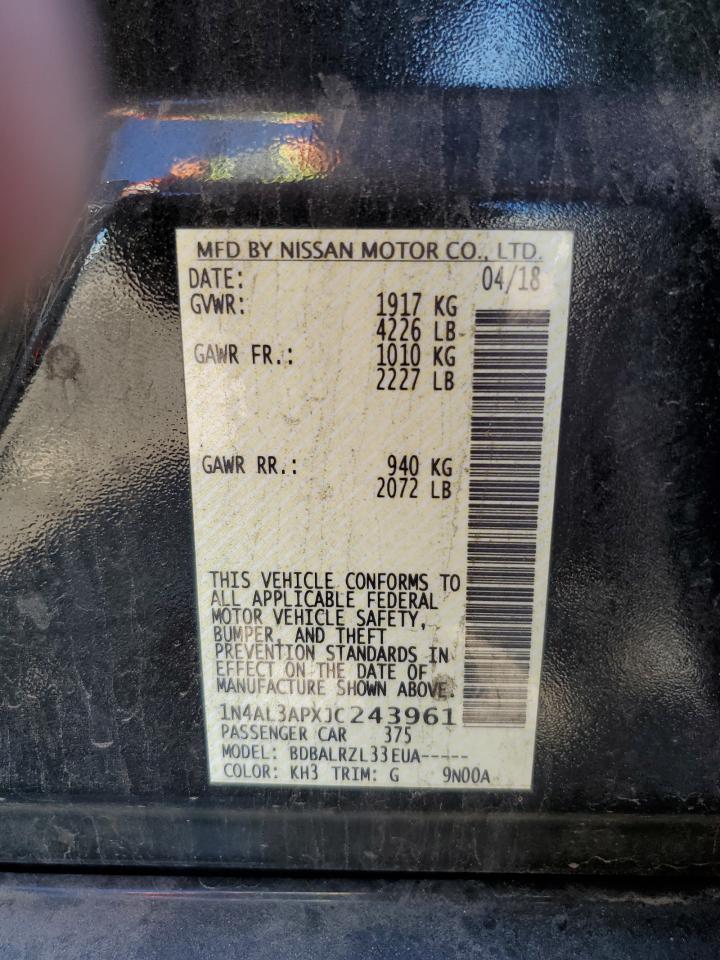 MFD BY NISSAN MOTOR CO., LTD.
DATE: 04/18
GVWR: 1917 KG
4226 LB
GAWR FR.: 1010 KG
2227 LB
GAWR RR.: 940 KG
2072 LB
THIS VEHICLE CONFORMS TO
ALL APPLICABLE FEDERAL
MOTOR VEHICLE SAFETY,
BUMPER, AND THEFT
PREVENTION STANDARDS IN
EFFECT ON THE DATE OF
MANUFACTURE SHOWN ABOVE.
1N4AL3APXJC243961
PASSENGER CAR 375
MODEL: BDBALRZL33EUA-----
COLOR: KH3 TRIM: G 9N00A